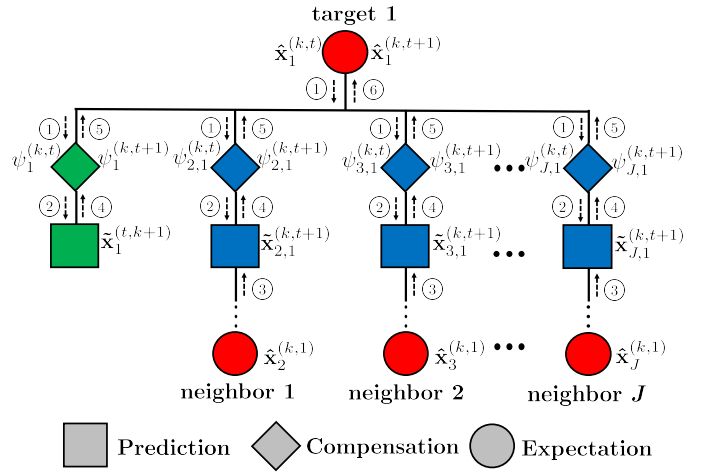 target 1
x̂₁^(k,t) x̂₁^(k,t+1)
① ⑥
① ⑤ ① ⑤ ① ⑤ ① ⑤
ψ₁^(k,t) ψ₁^(k,t+1) ψ₂,₁^(k,t) ψ₂,₁^(k,t+1) ψ₃,₁^(k,t) ψ₃,₁^(k,t+1) ••• ψ_J,1^(k,t) ψ_J,1^(k,t+1)
② ④ ② ④ ② ④ ② ④
x̃₁^(t,k+1) x̃₂,₁^(k,t+1) x̃₃,₁^(k,t+1) ••• x̃_J,1^(k,t+1)
③ ③ ③
x̂₂^(k,1) x̂₃^(k,1) ••• x̂_J^(k,1)
neighbor 1 neighbor 2 neighbor J
Prediction Compensation Expectation